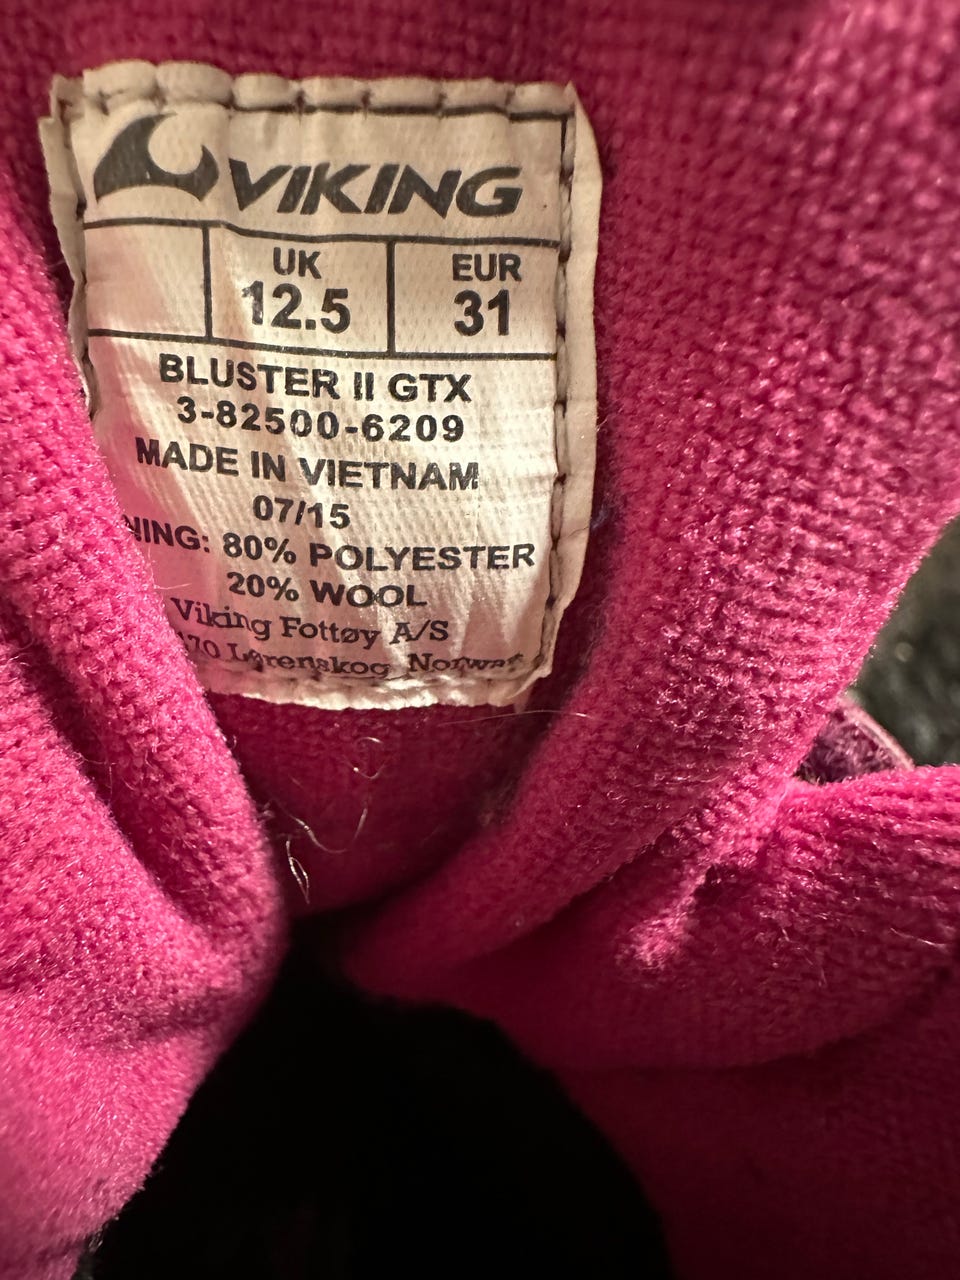 VIKING
UK EUR
12.5 31
BLUSTER II GTX
3-82500-6209
MADE IN VIETNAM
07/15
NING: 80% POLYESTER
20% WOOL
Viking Fottøy A/S
70 Lørenskog, Norway